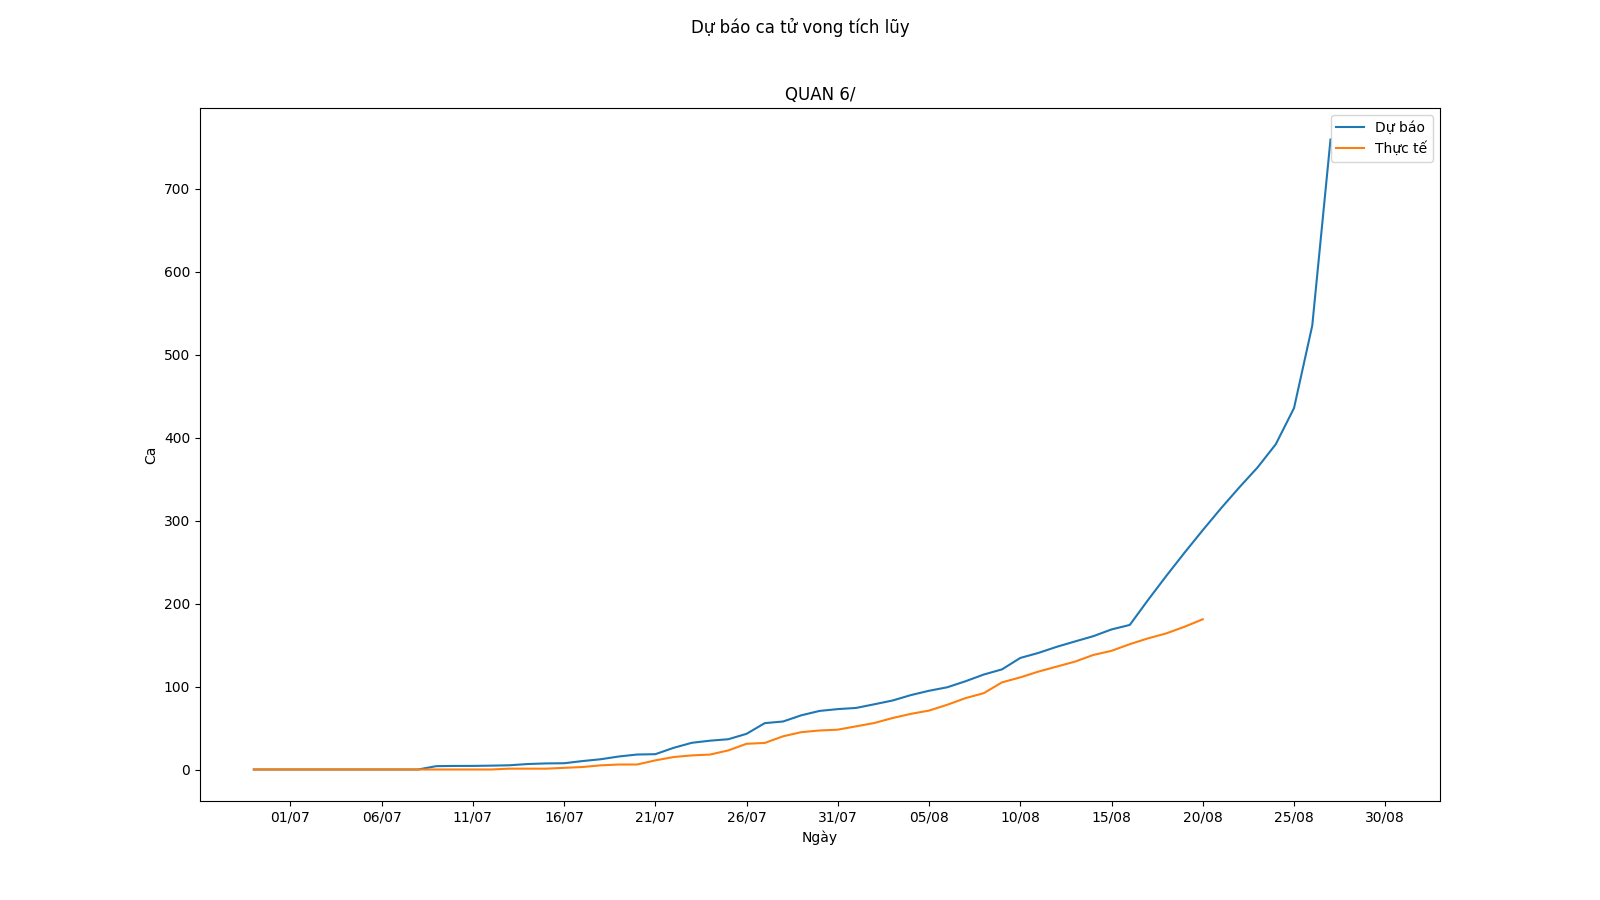 Dự báo ca tử vong tích lũy
QUAN 6/
Dự báo
Thực tế
700
600
500
400
300
200
100
0
Ca
01/07 06/07 11/07 16/07 21/07 26/07 31/07 05/08 10/08 15/08 20/08 25/08 30/08
Ngày